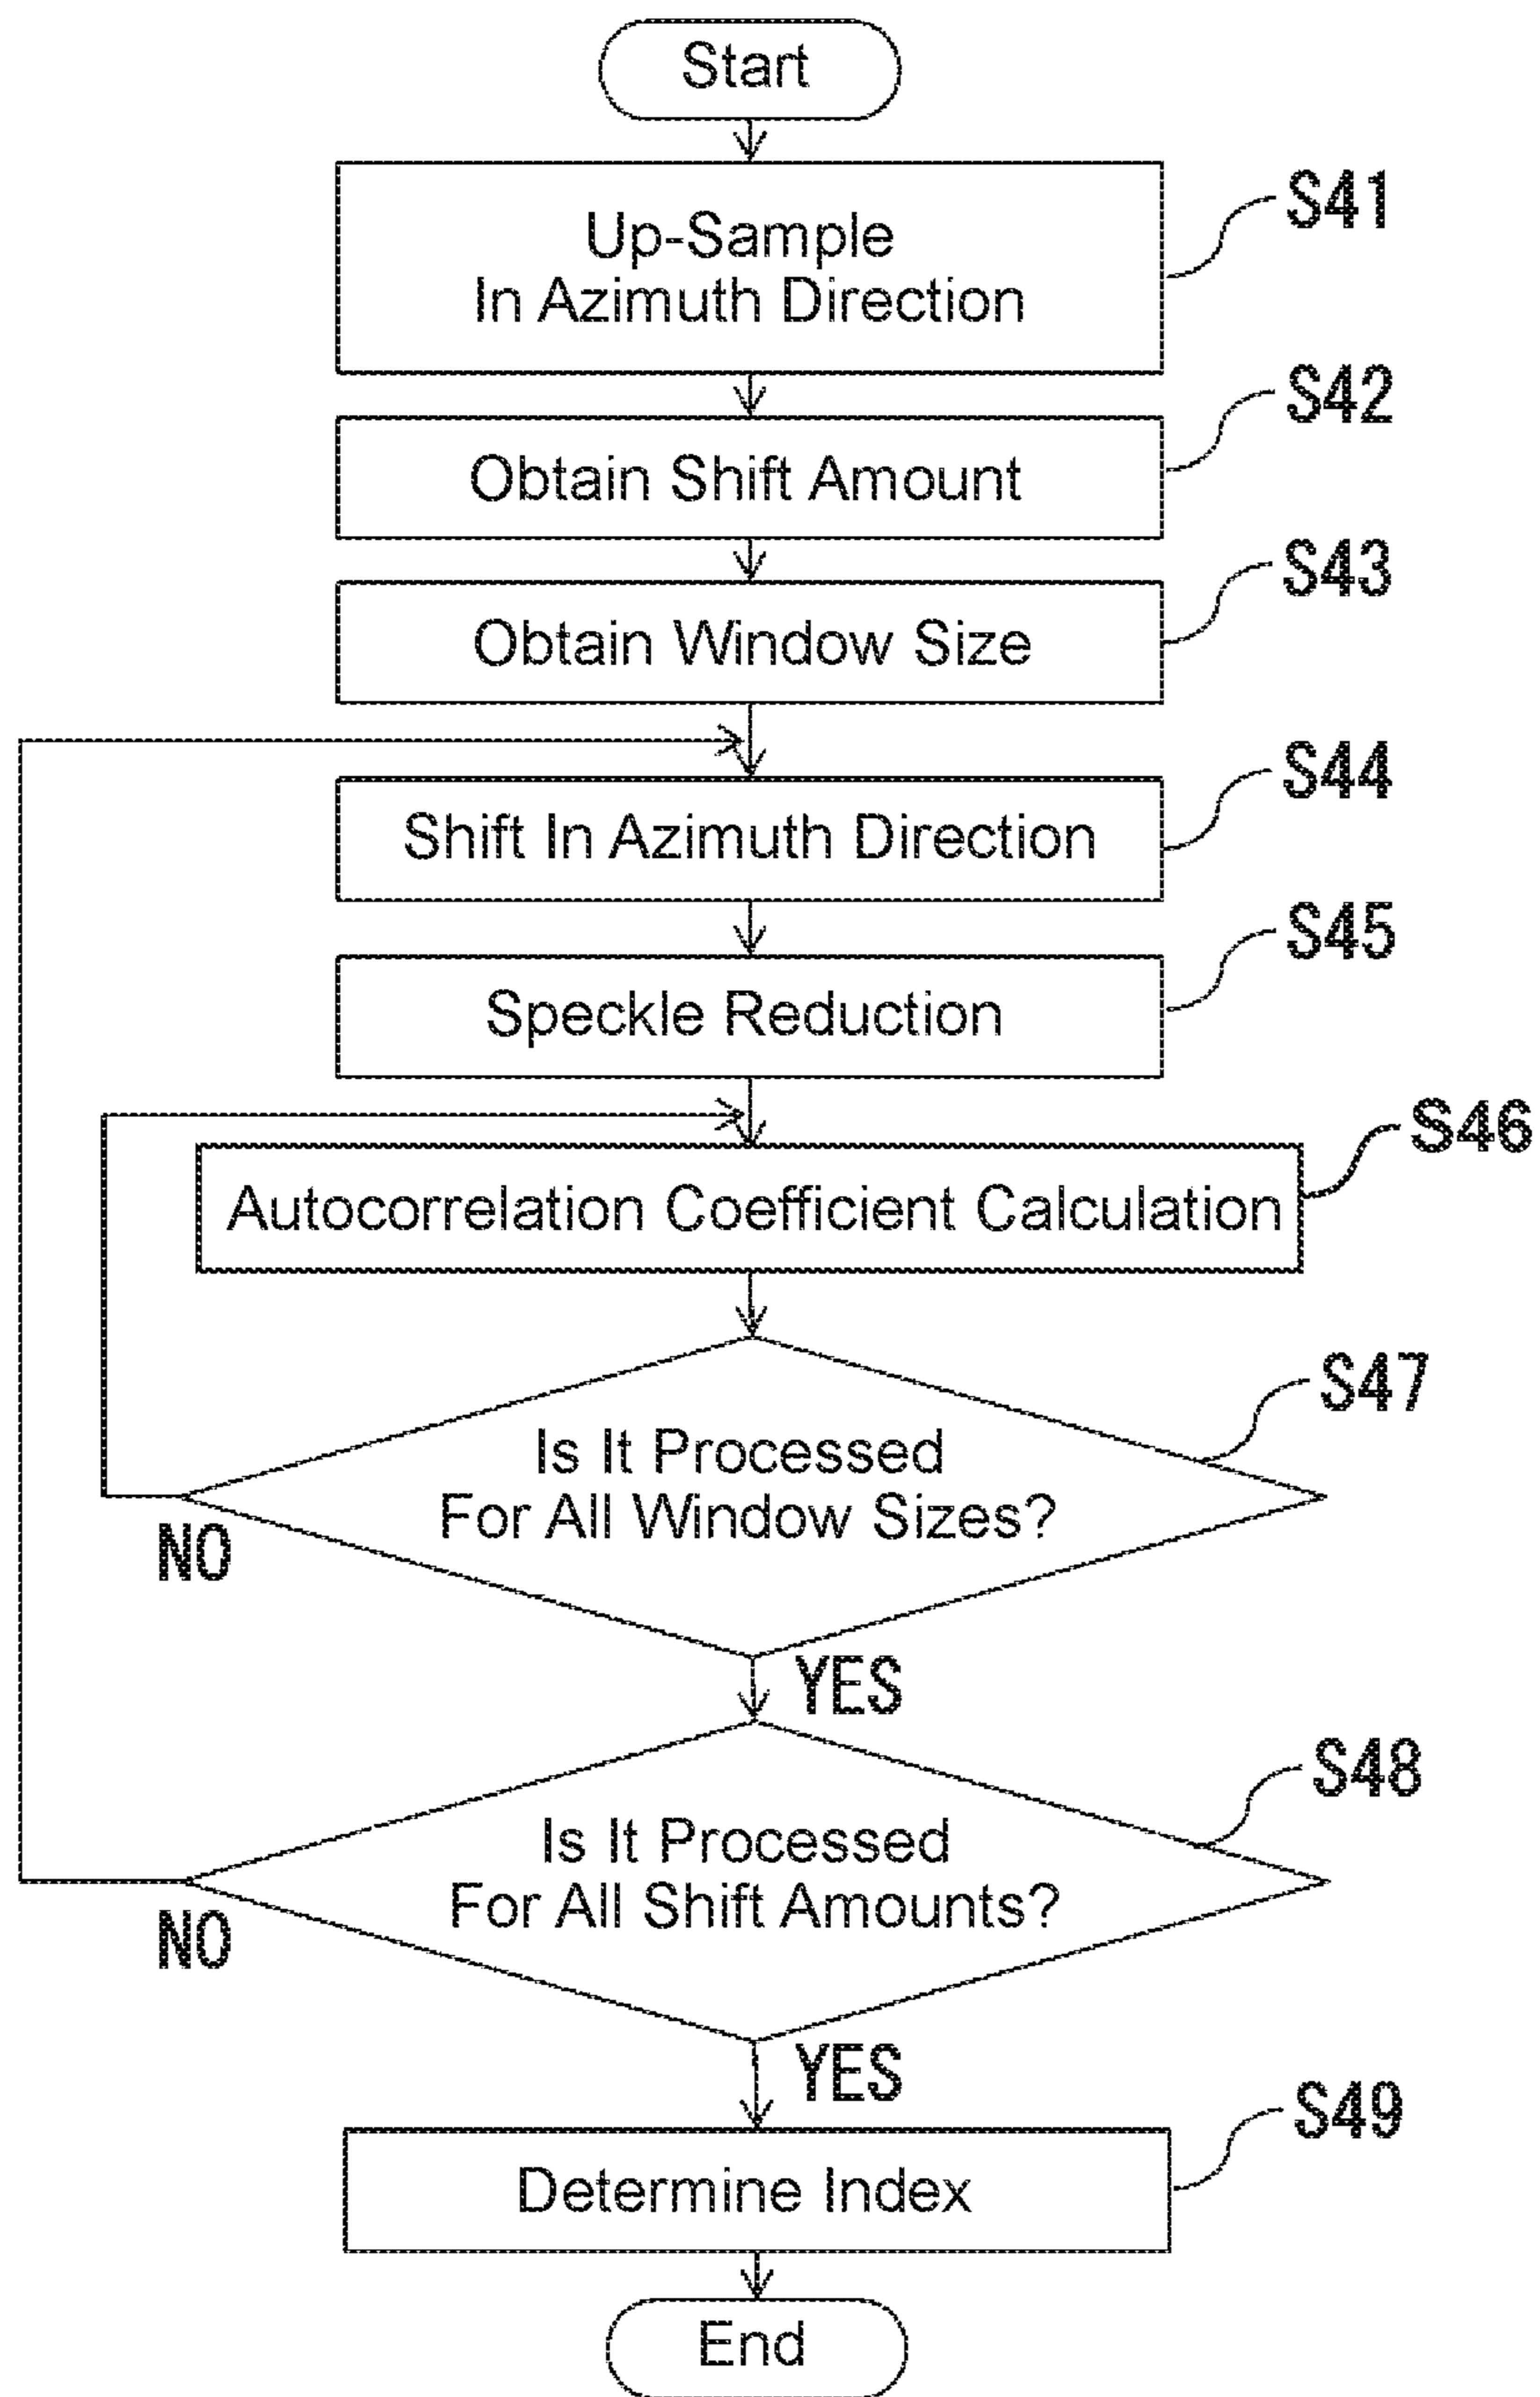 Start
Up-Sample
In Azimuth Direction
S41
Obtain Shift Amount
S42
Obtain Window Size
S43
Shift In Azimuth Direction
S44
Speckle Reduction
S45
Autocorrelation Coefficient Calculation
S46
Is It Processed
For All Window Sizes?
S47
NO
YES
Is It Processed
For All Shift Amounts?
S48
NO
YES
Determine Index
S49
End